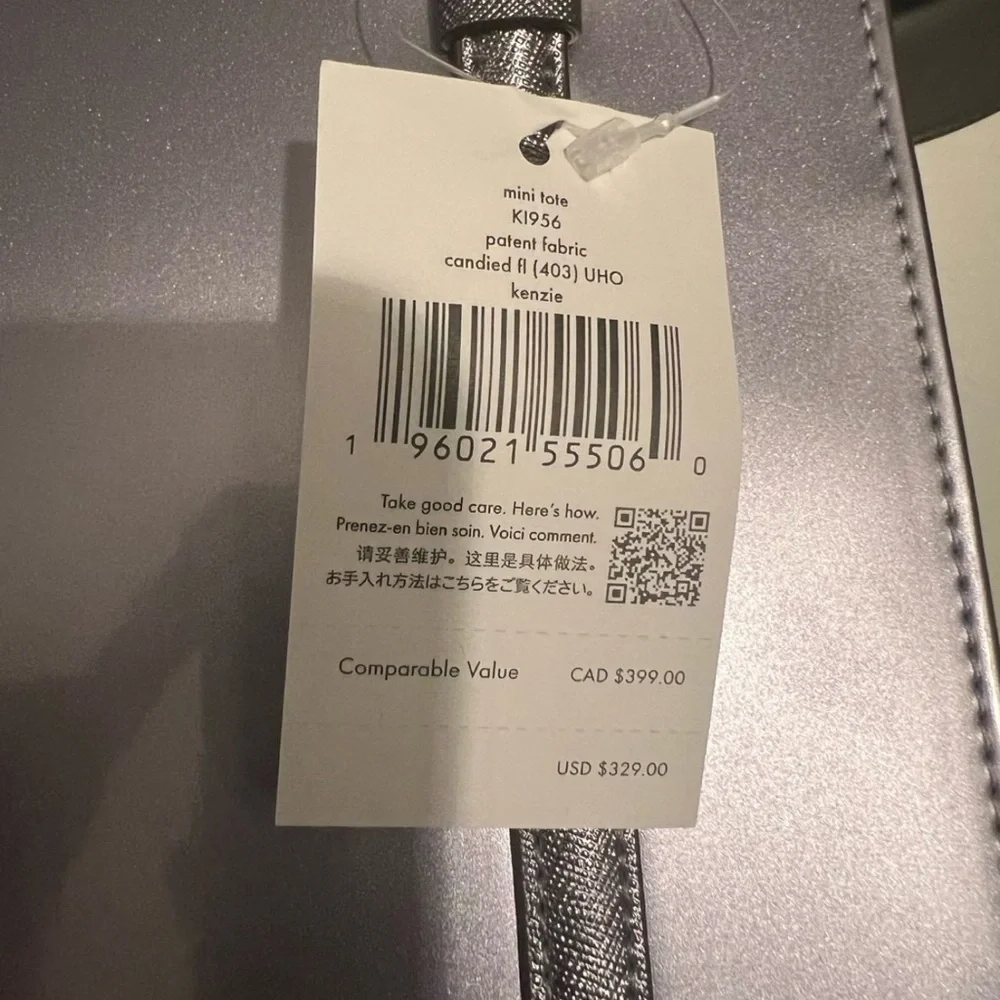 mini tote
KI956
patent fabric
candied fl (403) UHO
kenzie
1 96021 55506 0
Take good care. Here's how.
Prenez-en bien soin. Voici comment.
请妥善维护。这里是具体做法。
お手入れ方法はこちらをご覧ください。
Comparable Value CAD $399.00
USD $329.00